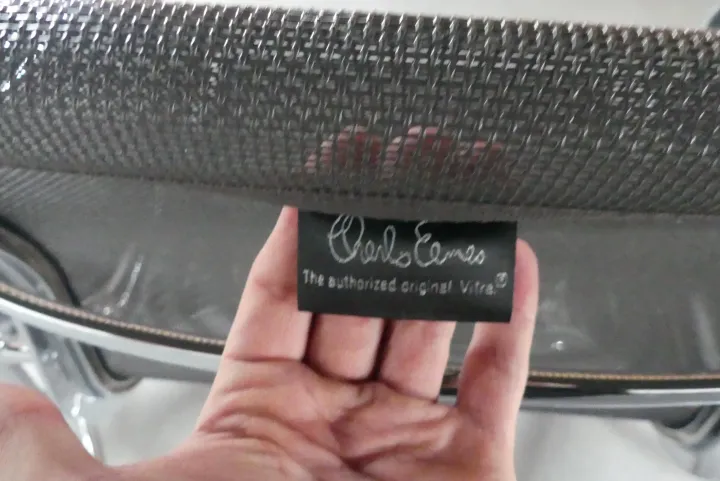 Charles Eames
The authorized original. Vitra.®